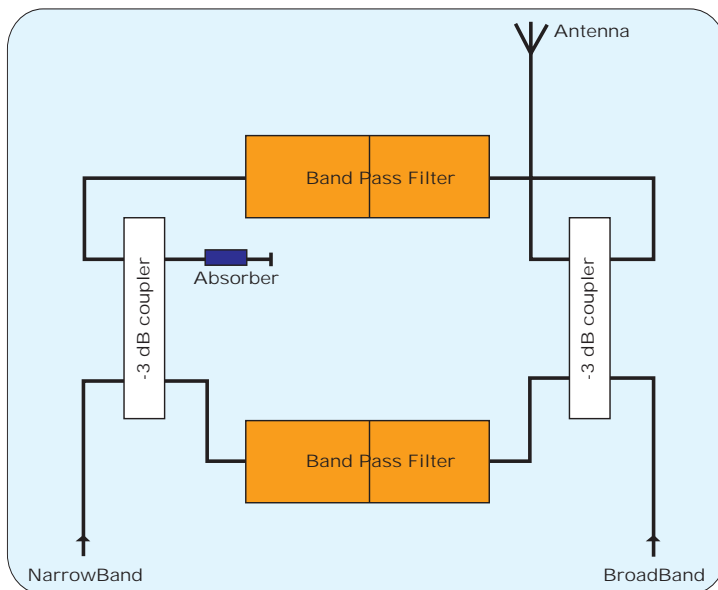 Antenna
Band Pass Filter
Absorber
-3 dB coupler
-3 dB coupler
Band Pass Filter
NarrowBand
BroadBand